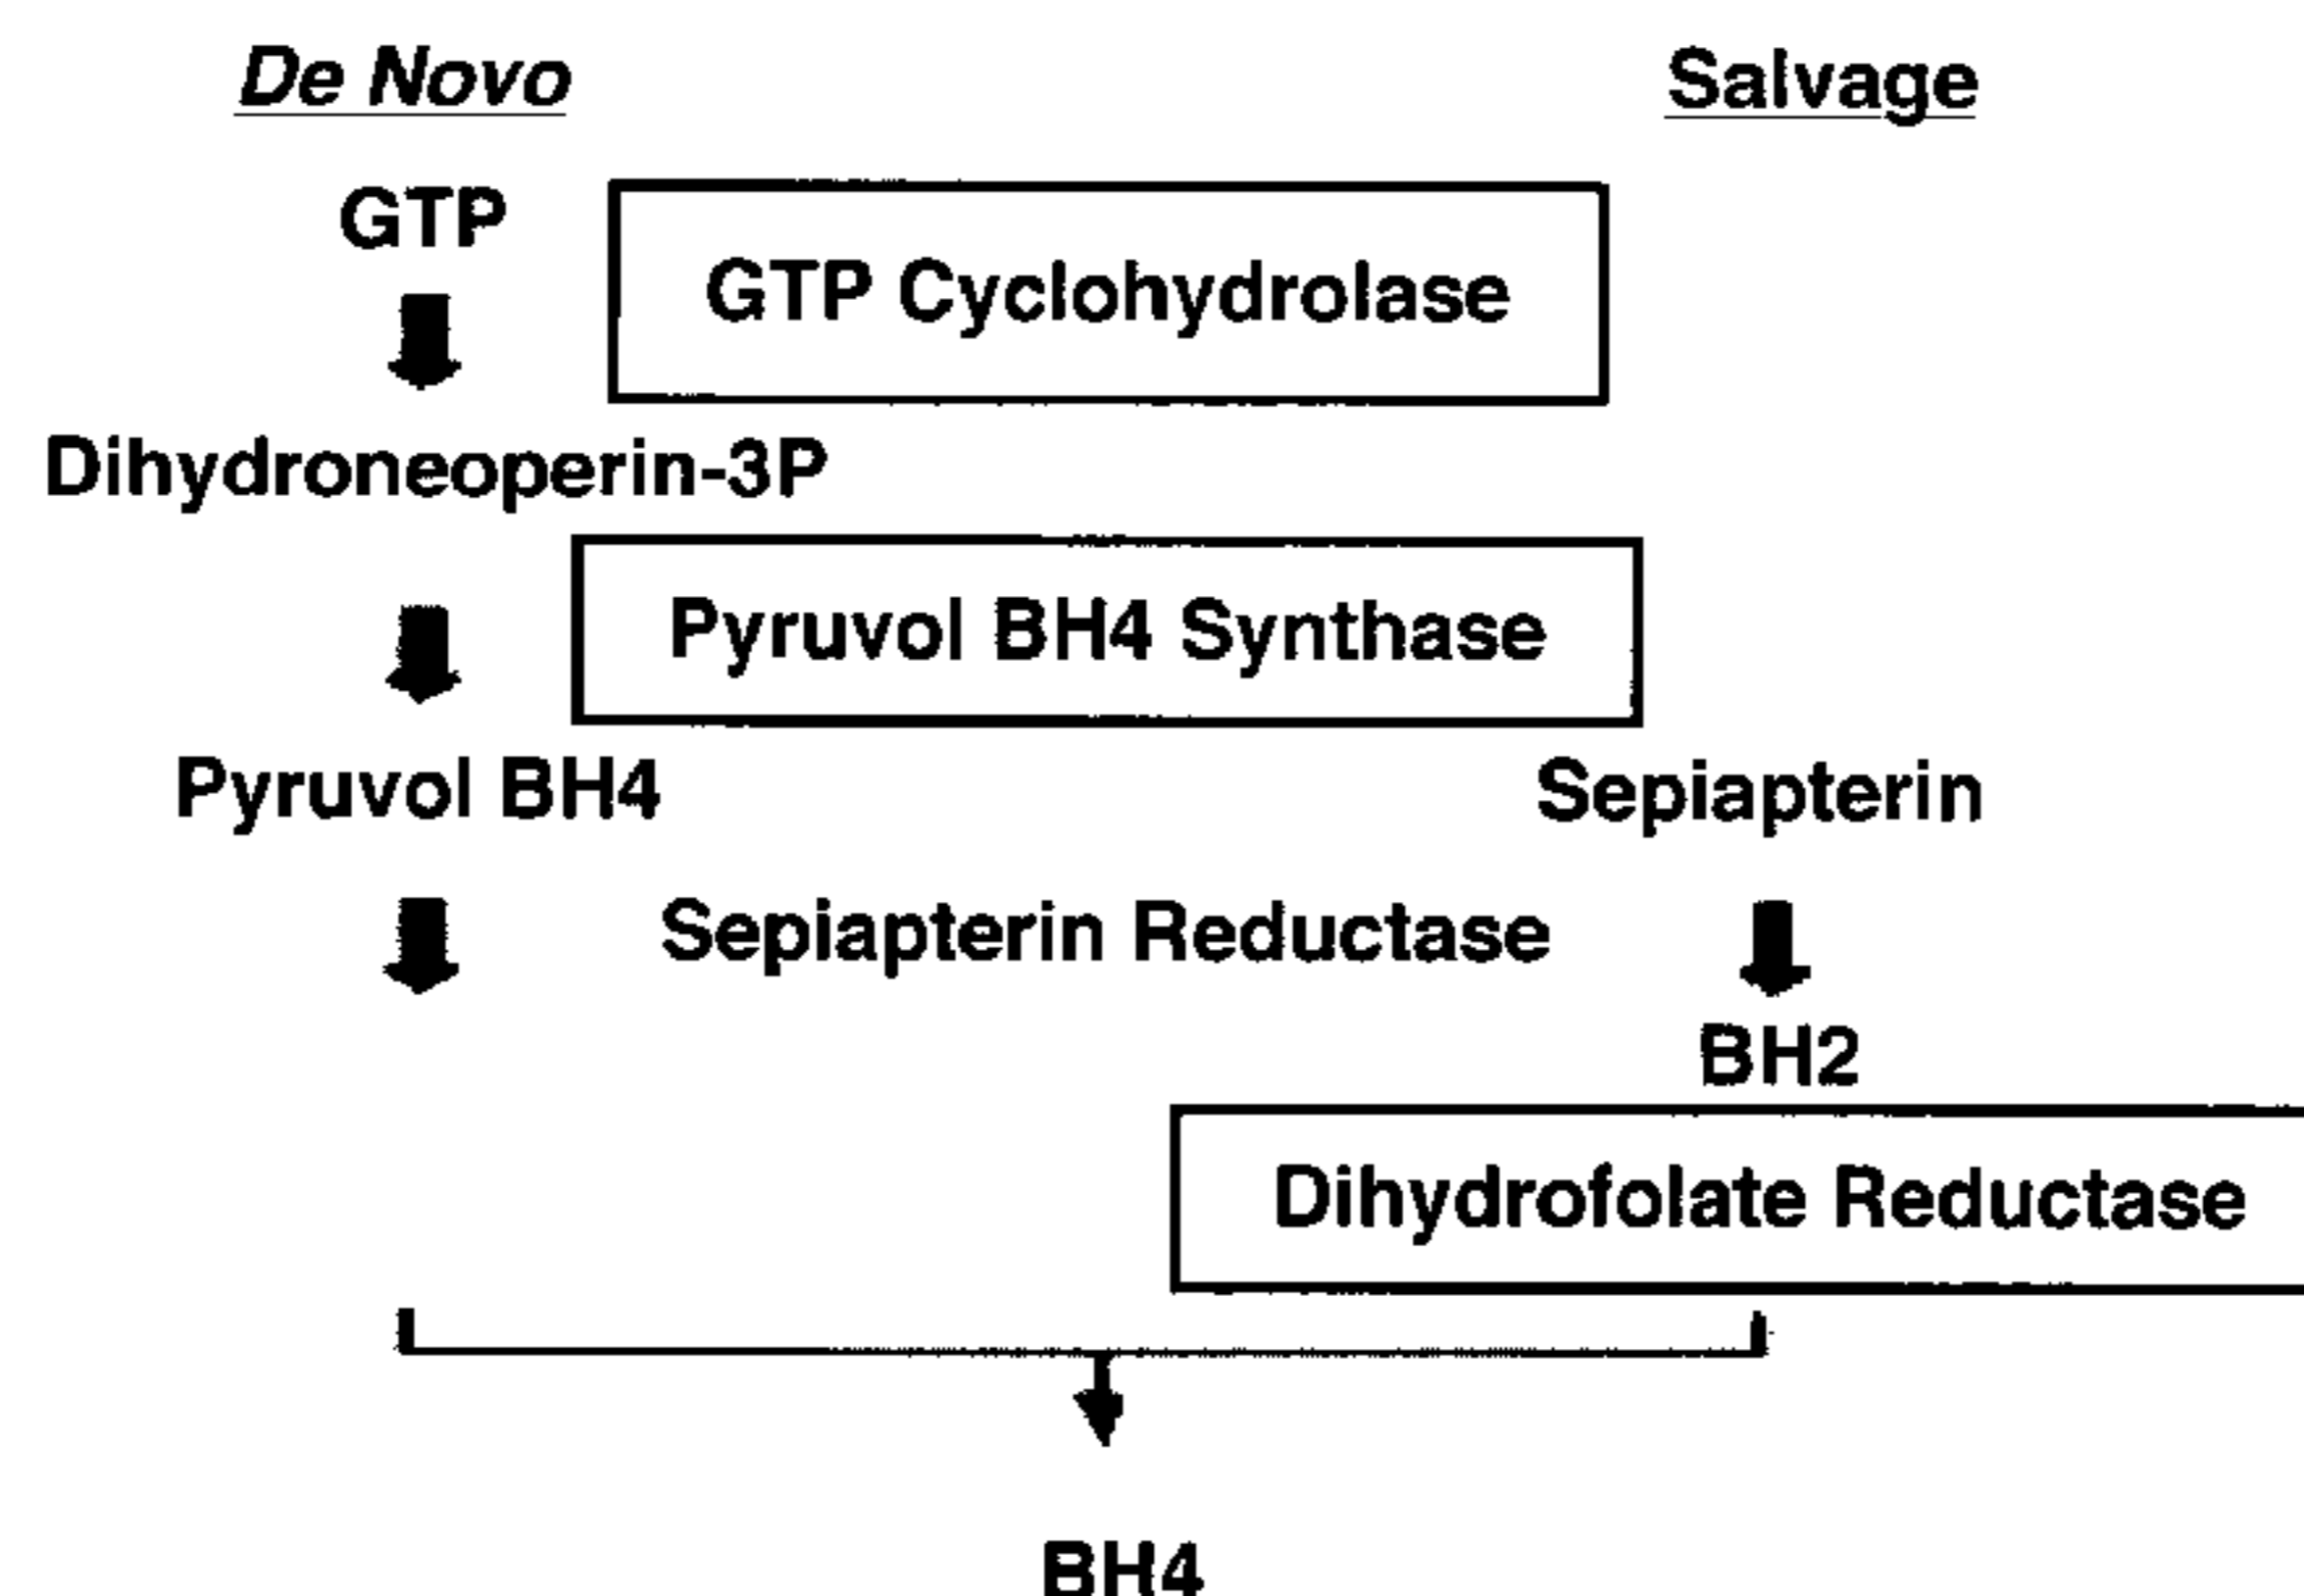 De Novo
Salvage
GTP
GTP Cyclohydrolase
Dihydroneoperin-3P
Pyruvol BH4 Synthase
Pyruvol BH4
Sepiapterin
Sepiapterin Reductase
BH2
Dihydrofolate Reductase
BH4